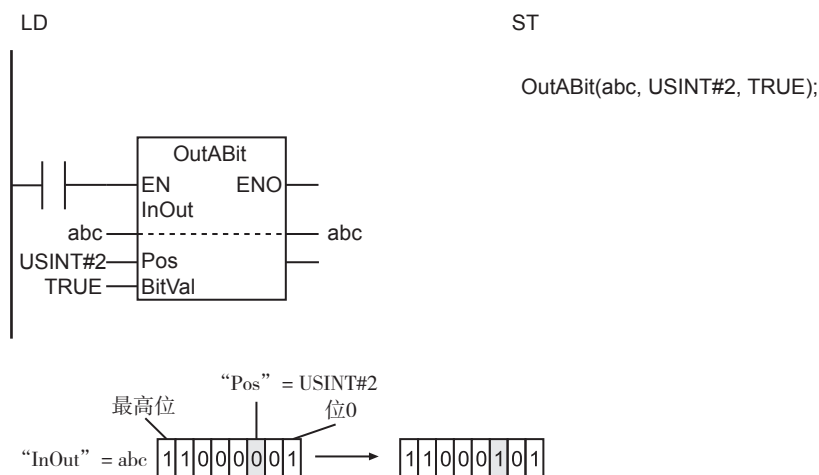 LD
ST
OutABit(abc, USINT#2, TRUE);
OutABit
EN ENO
InOut
abc abc
USINT#2 Pos
TRUE BitVal
“Pos” = USINT#2
最高位 位0
“InOut” = abc 1 1 0 0 0 0 0 1 1 1 0 0 0 1 0 1